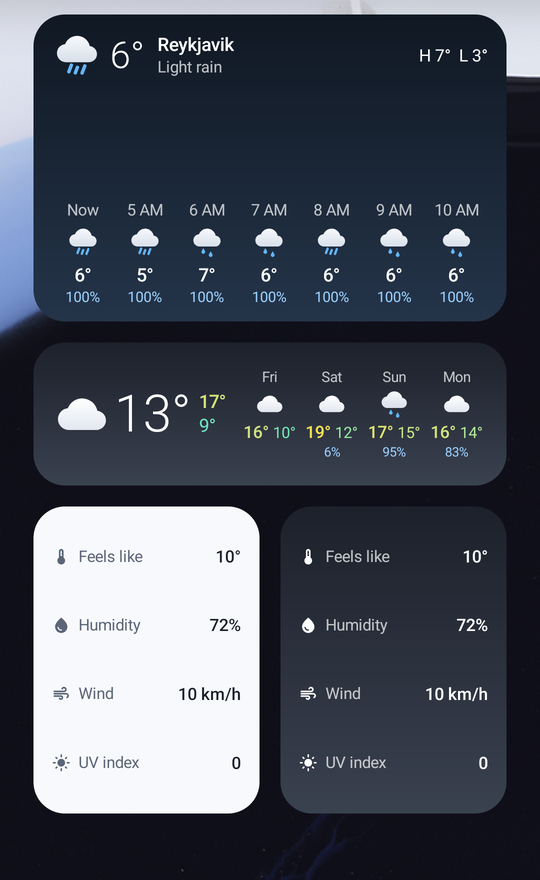 6° Reykjavik H 7° L 3°
Light rain
Now 5 AM 6 AM 7 AM 8 AM 9 AM 10 AM
6° 5° 7° 6° 6° 6° 6°
100% 100% 100% 100% 100% 100% 100%
13° 17°
9°
Fri Sat Sun Mon
16° 10° 19° 12° 17° 15° 16° 14°
6% 95% 83%
Feels like 10°
Humidity 72%
Wind 10 km/h
UV index 0
Feels like 10°
Humidity 72%
Wind 10 km/h
UV index 0